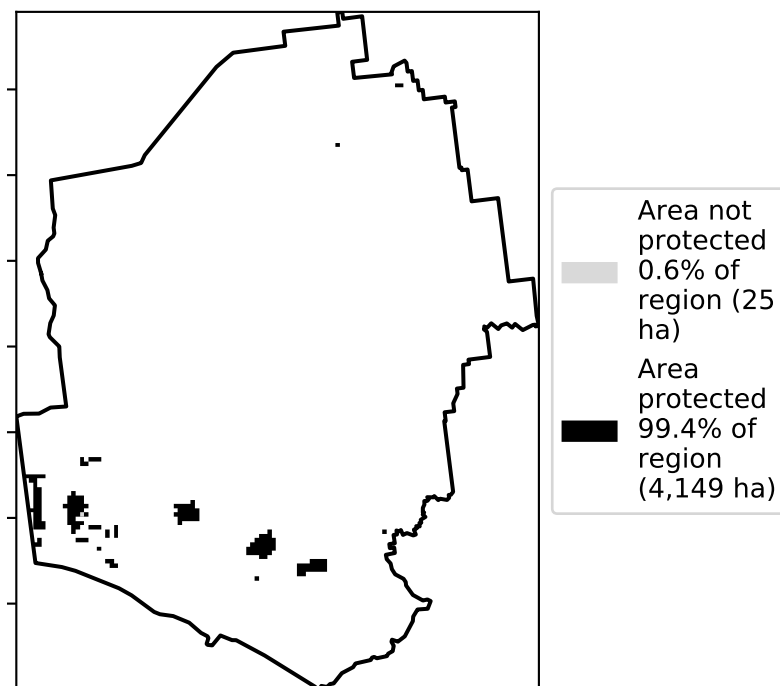 Area not
protected
0.6% of
region (25
ha)
Area
protected
99.4% of
region
(4,149 ha)